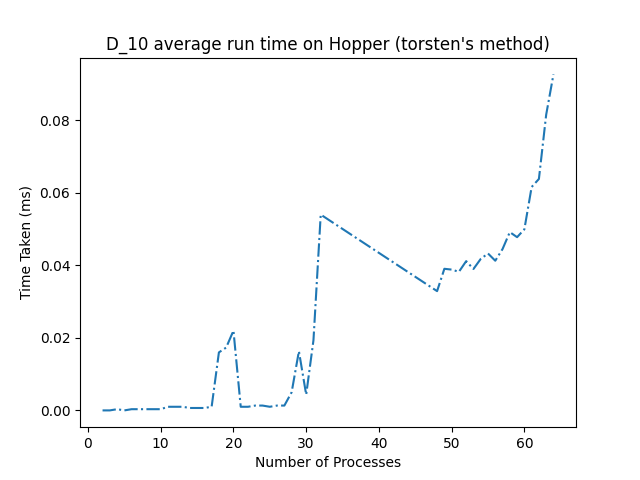 D_10 average run time on Hopper (torsten's method)
Time Taken (ms)
0.08
0.06
0.04
0.02
0.00
0 10 20 30 40 50 60
Number of Processes